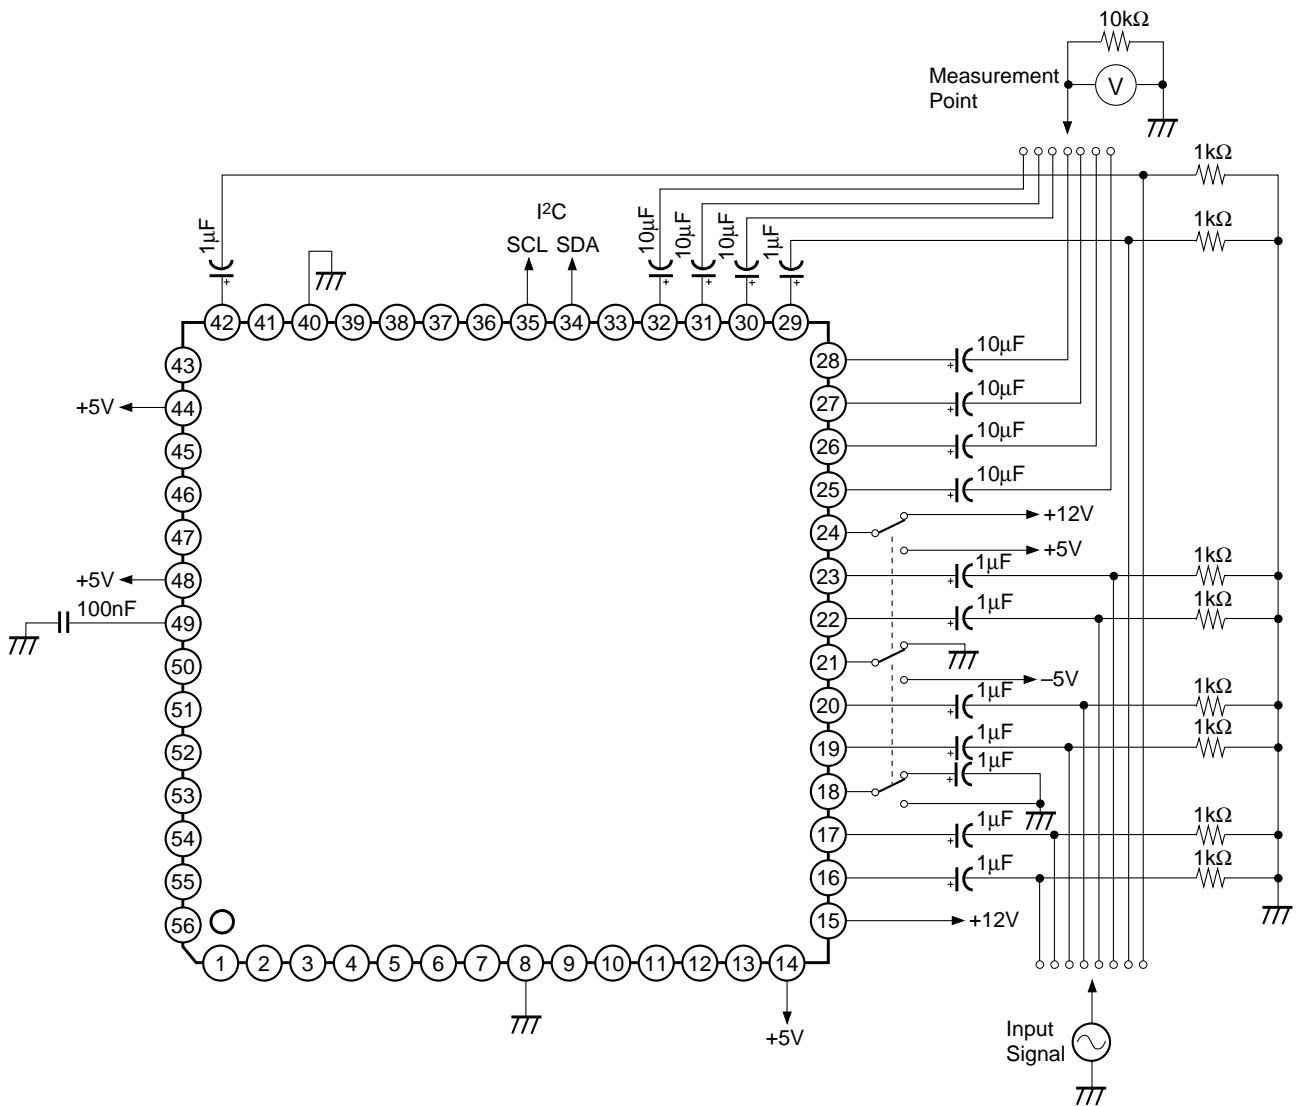 10kΩ
Measurement
Point
V
1kΩ
1kΩ
1μF
I²C
SCL SDA
10μF
10μF
10μF
1μF
+
+
+
+
+
42 41 40 39 38 37 36 35 34 33 32 31 30 29
43
44
45
46
47
48
49
50
51
52
53
54
55
56
+5V
+5V
100nF
28
+
10μF
27
+
10μF
26
+
10μF
25
+
10μF
24
+12V
+5V
23
+
1μF
1kΩ
22
+
1μF
1kΩ
21
–5V
20
+
1μF
1kΩ
19
+
1μF
1kΩ
18
+
1μF
17
+
1μF
1kΩ
16
+
1μF
1kΩ
15
+12V
1 2 3 4 5 6 7 8 9 10 11 12 13 14
+5V
Input
Signal